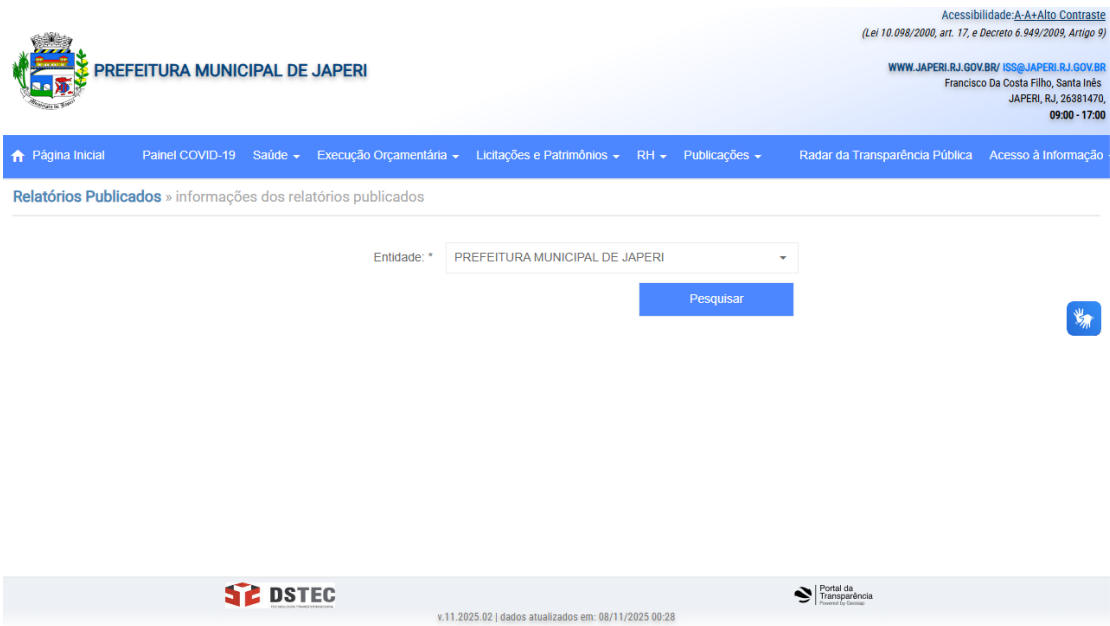 Acessibilidade:A-A+Alto Contraste
(Lei 10.098/2000, art. 17, e Decreto 6.949/2009, Artigo 9)
PREFEITURA MUNICIPAL DE JAPERI
WWW.JAPERI.RJ.GOV.BR/ ISS@JAPERI.RJ.GOV.BR
Francisco Da Costa Filho, Santa Inês
JAPERI, RJ, 26381470,
09:00 - 17:00
Página Inicial Painel COVID-19 Saúde Execução Orçamentária Licitações e Patrimônios RH Publicações Radar da Transparência Pública Acesso à Informação
Relatórios Publicados » informações dos relatórios publicados
Entidade: * PREFEITURA MUNICIPAL DE JAPERI
Pesquisar
DSTEC
Portal da
Transparência
v.11.2025.02 | dados atualizados em: 08/11/2025 00:28